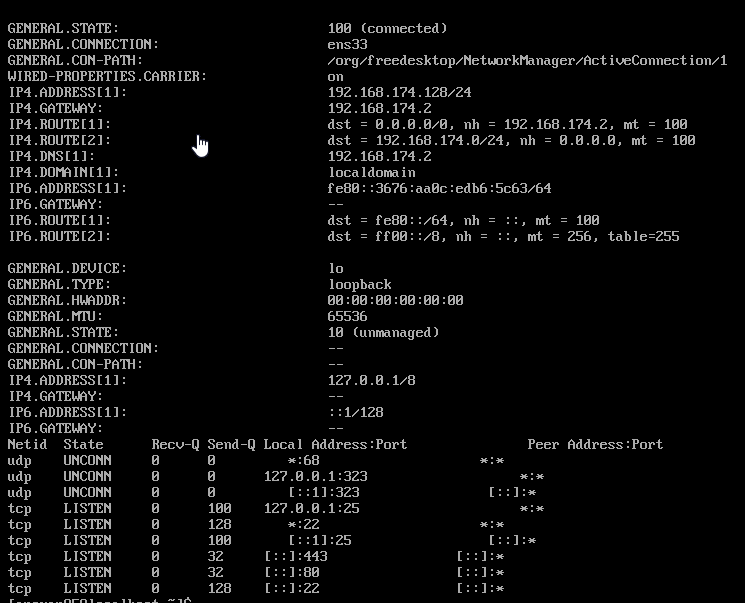 GENERAL.STATE: 100 (connected)
GENERAL.CONNECTION: ens33
GENERAL.CON-PATH: /org/freedesktop/NetworkManager/ActiveConnection/1
WIRED-PROPERTIES.CARRIER: on
IP4.ADDRESS[1]: 192.168.174.128/24
IP4.GATEWAY: 192.168.174.2
IP4.ROUTE[1]: dst = 0.0.0.0/0, nh = 192.168.174.2, mt = 100
IP4.ROUTE[2]: dst = 192.168.174.0/24, nh = 0.0.0.0, mt = 100
IP4.DNS[1]: 192.168.174.2
IP4.DOMAIN[1]: localdomain
IP6.ADDRESS[1]: fe80::3676:aa0c:edb6:5c63/64
IP6.GATEWAY: --
IP6.ROUTE[1]: dst = fe80::/64, nh = ::, mt = 100
IP6.ROUTE[2]: dst = ff00::/8, nh = ::, mt = 256, table=255
GENERAL.DEVICE: lo
GENERAL.TYPE: loopback
GENERAL.HWADDR: 00:00:00:00:00:00
GENERAL.MTU: 65536
GENERAL.STATE: 10 (unmanaged)
GENERAL.CONNECTION: --
GENERAL.CON-PATH: --
IP4.ADDRESS[1]: 127.0.0.1/8
IP4.GATEWAY: --
IP6.ADDRESS[1]: ::1/128
IP6.GATEWAY: --
Netid State Recv-Q Send-Q Local Address:Port Peer Address:Port
udp UNCONN 0 0 *:68 *:*
udp UNCONN 0 0 127.0.0.1:323 *:*
udp UNCONN 0 0 [::1]:323 [::]:*
tcp LISTEN 0 100 127.0.0.1:25 *:*
tcp LISTEN 0 128 *:22 *:*
tcp LISTEN 0 100 [::1]:25 [::]:*
tcp LISTEN 0 32 [::]:443 [::]:*
tcp LISTEN 0 32 [::]:80 [::]:*
tcp LISTEN 0 128 [::]:22 [::]:*